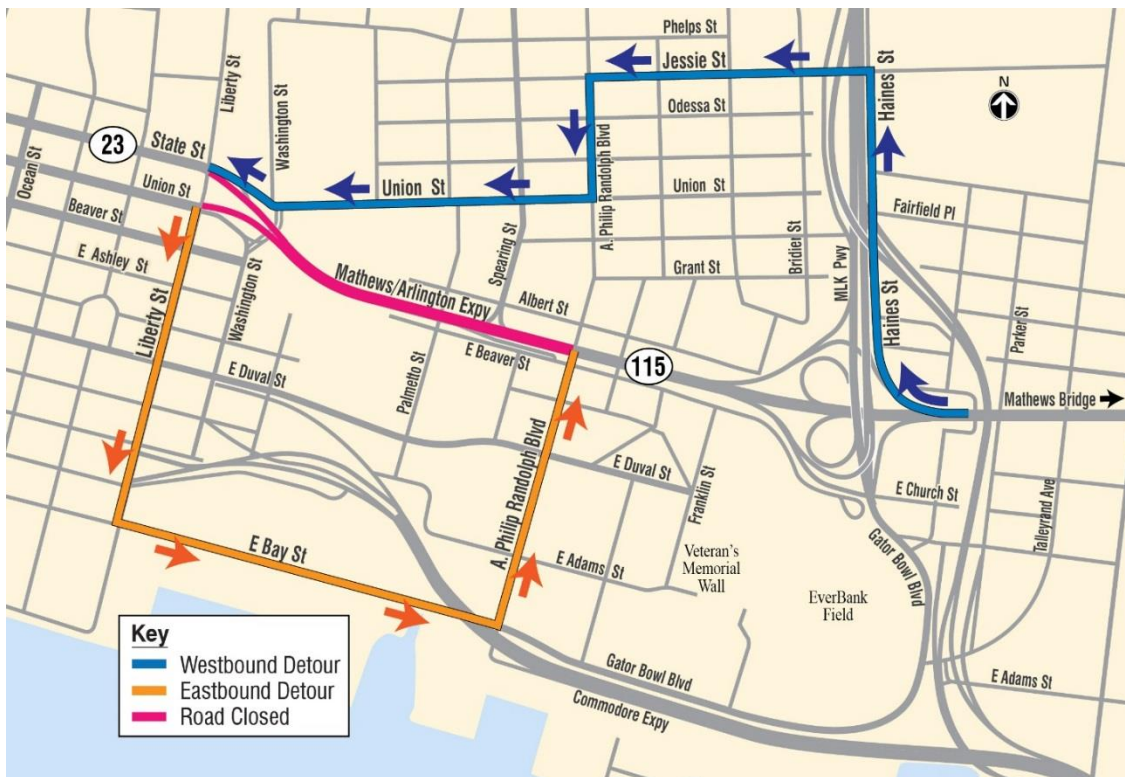 Phelps St
Jessie St
Haines St
N
Liberty St
Washington St
Odessa St
A. Philip Randolph Blvd
23
State St
Ocean St
Union St
Union St
Union St
Beaver St
E Ashley St
Fairfield Pl
Spearing St
Bridier St
Grant St
MLK Pwy
Haines St
Parker St
Washington St
Liberty St
Mathews/Arlington Expy
Albert St
E Beaver St
115
Palmetto St
E Duval St
Mathews Bridge
A. Philip Randolph Blvd
E Duval St
Franklin St
E Church St
Talleyrand Ave
Gator Bowl Blvd
E Bay St
E Adams St
Veteran's
Memorial
Wall
EverBank
Field
Key
Westbound Detour
Eastbound Detour
Road Closed
Gator Bowl Blvd
Commodore Expy
E Adams St